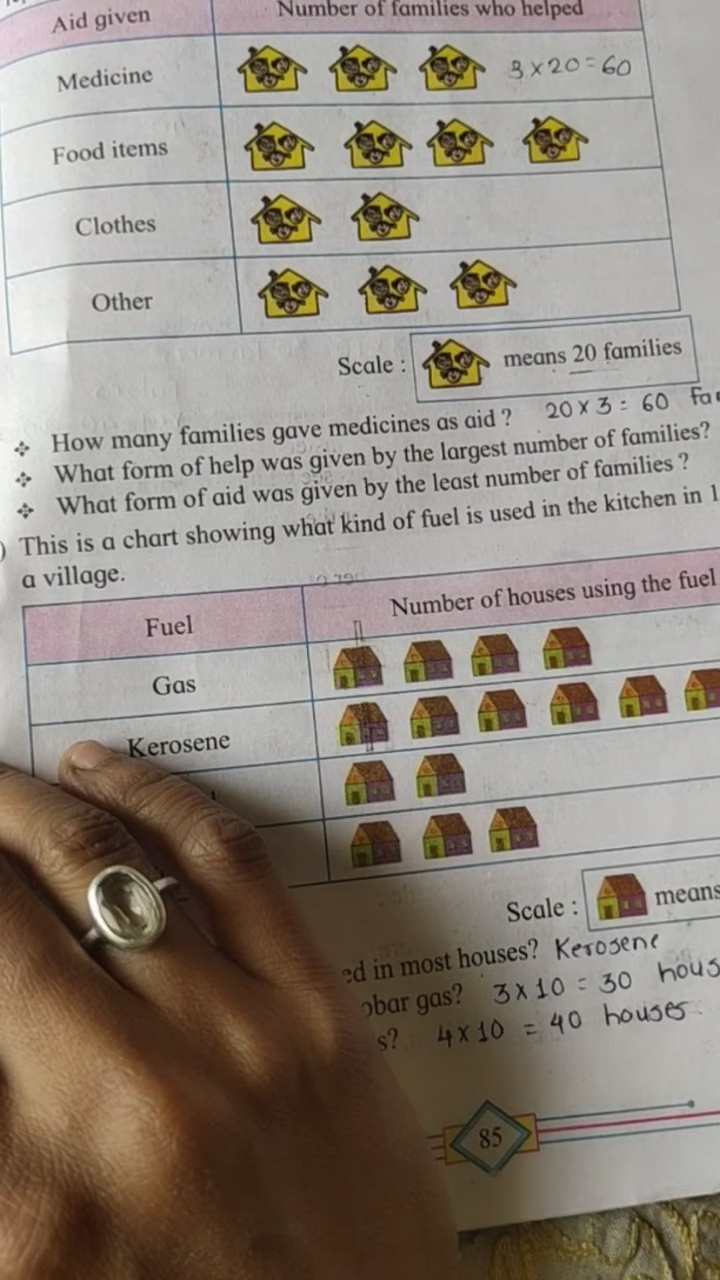 Aid given Number of families who helped
Medicine 3 x 20 = 60
Food items
Clothes
Other
Scale : means 20 families
❖ How many families gave medicines as aid ? 20 x 3 = 60
❖ What form of help was given by the largest number of families?
❖ What form of aid was given by the least number of families ?
) This is a chart showing what kind of fuel is used in the kitchen in 1
a village.
Fuel Number of houses using the fuel
Gas
Kerosene
Scale : means
ed in most houses? Kerosene
obar gas? 3 x 10 = 30 hous
s? 4 x 10 = 40 houses.
85